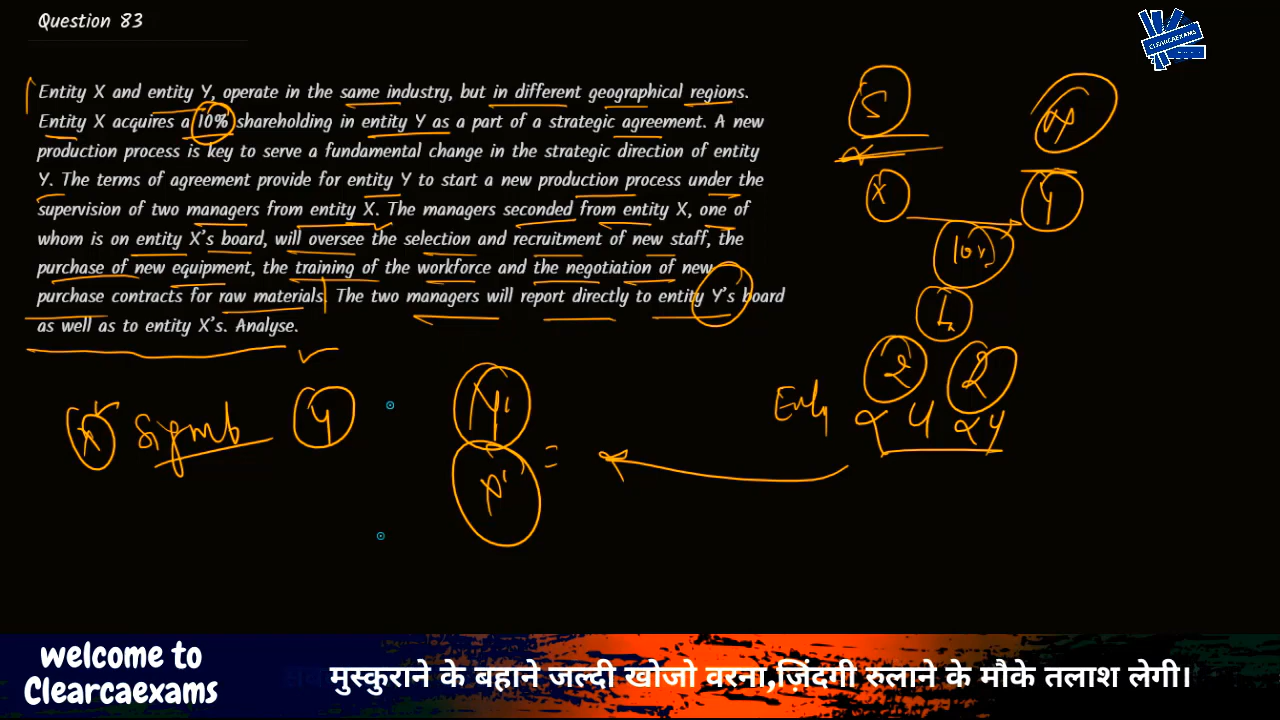 Question 83
CLEARCAEXAMS
Entity X and entity Y, operate in the same industry, but in different geographical regions.
Entity X acquires a 10% shareholding in entity Y as a part of a strategic agreement. A new
production process is key to serve a fundamental change in the strategic direction of entity
Y. The terms of agreement provide for entity Y to start a new production process under the
supervision of two managers from entity X. The managers seconded from entity X, one of
whom is on entity X's board, will oversee the selection and recruitment of new staff, the
purchase of new equipment, the training of the workforce and the negotiation of new
purchase contracts for raw materials. The two managers will report directly to entity Y's board
as well as to entity X's. Analyse.
S
X
Y
10%
2 2
X
Y
welcome to
Clearcaexams
मुस्कुराने के बहाने जल्दी खोजो वरना,ज़िंदगी रुलाने के मौके तलाश लेगी।